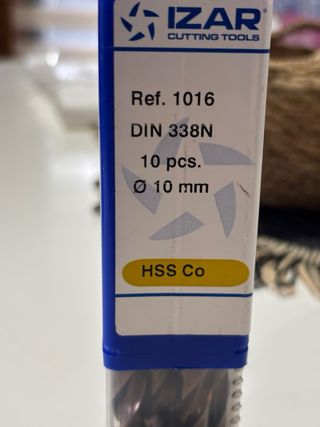 IZAR
CUTTING TOOLS
Ref. 1016
DIN 338N
10 pcs.
Ø 10 mm
HSS Co